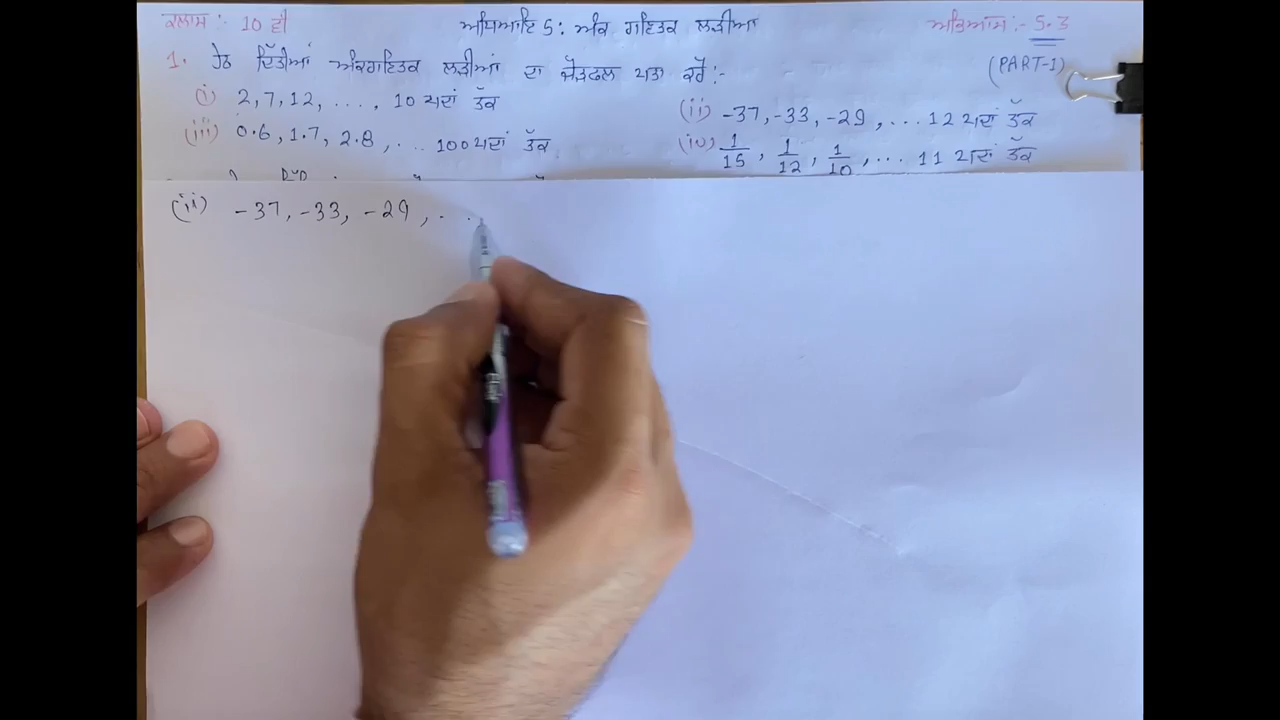 ਕਲਾਸ :- 10 ਵੀਂ ਅਧਿਆਇ 5: ਅੰਕ ਗਣਿਤਕ ਲੜੀਆਂ ਅਭਿਆਸ :- 5.3
1. ਹੇਠ ਦਿੱਤੀਆਂ ਅੰਕਗਣਿਤਕ ਲੜੀਆਂ ਦਾ ਜੋੜਫਲ ਪਤਾ ਕਰੋ :- (PART-I)
(i) 2, 7, 12, ...., 10 ਪਦਾਂ ਤੱਕ (ii) -37, -33, -29, ... 12 ਪਦਾਂ ਤੱਕ
(iii) 0.6, 1.7, 2.8, ... 100 ਪਦਾਂ ਤੱਕ (iv) 1/15, 1/12, 1/10, ... 11 ਪਦਾਂ ਤੱਕ
(ii) -37, -33, -29, . .